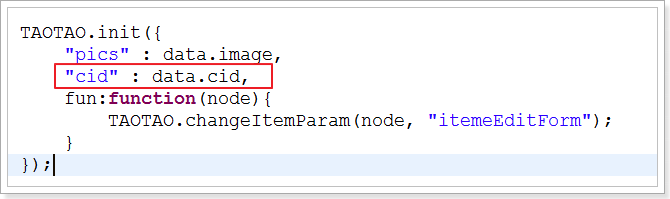 TAOTAO.init({
"pics" : data.image,
"cid" : data.cid,
fun:function(node){
TAOTAO.changeItemParam(node, "itemeEditForm");
}
});